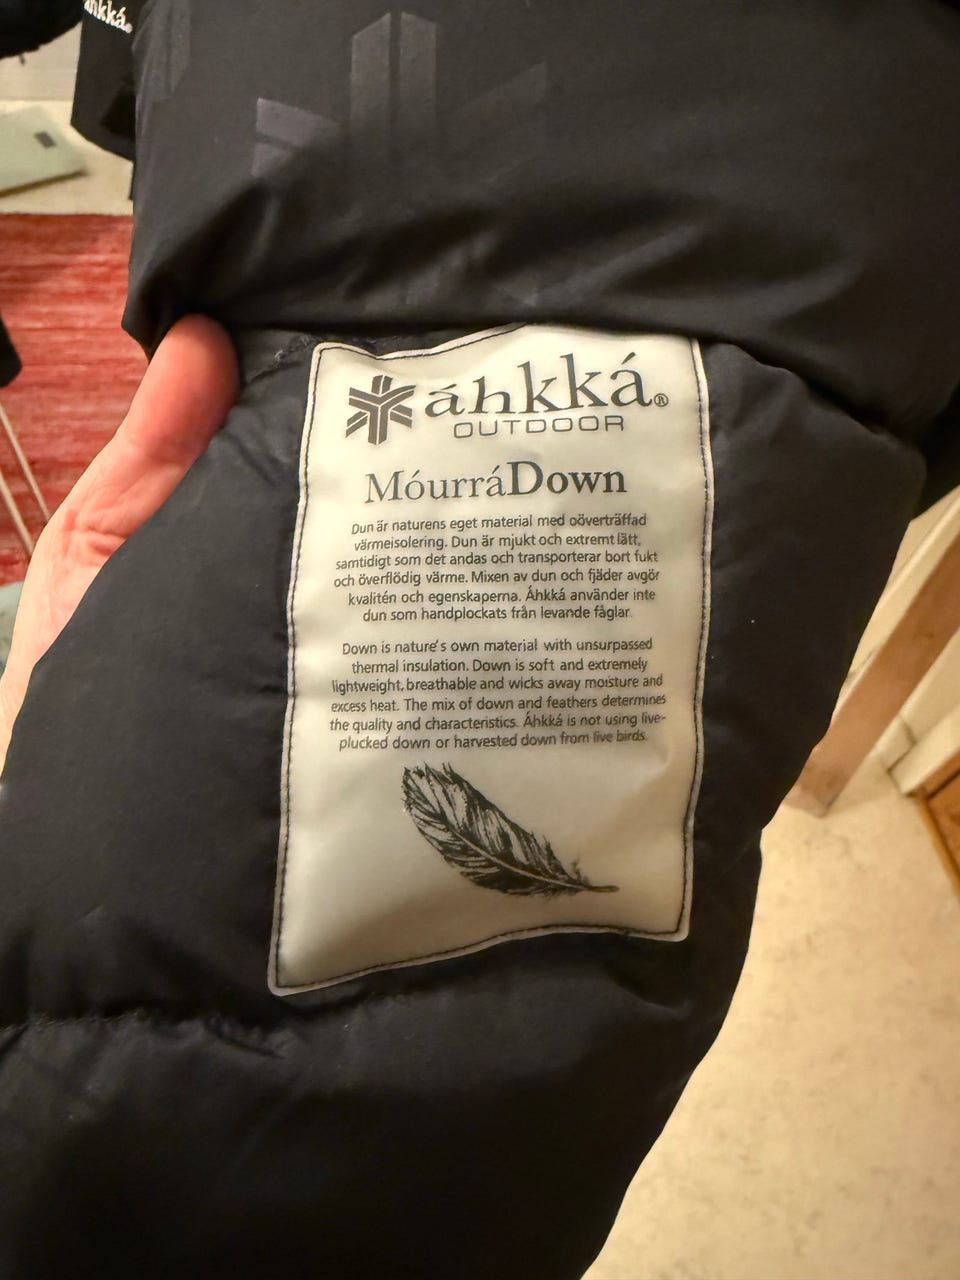 áhkká.
áhkká®
OUTDOOR
MóurráDown
Dun är naturens eget material med oöverträffad
värmeisolering. Dun är mjukt och extremt lätt,
samtidigt som det andas och transporterar bort fukt
och överflödig värme. Mixen av dun och fjäder avgör
kvalitén och egenskaperna. Áhkká använder inte
dun som handplockats från levande fåglar.
Down is nature's own material with unsurpassed
thermal insulation. Down is soft and extremely
lightweight, breathable and wicks away moisture and
excess heat. The mix of down and feathers determines
the quality and characteristics. Áhkká is not using live-
plucked down or harvested down from live birds.